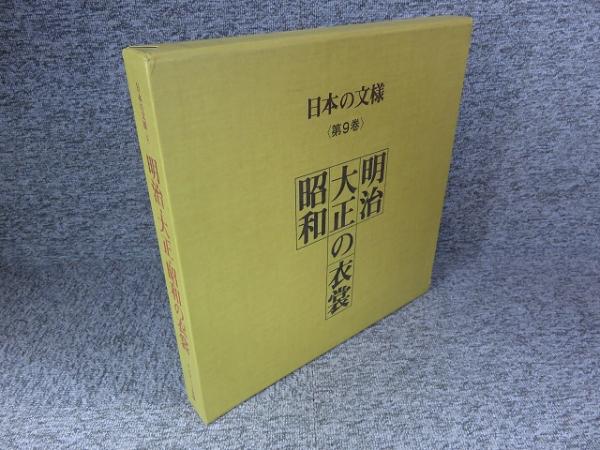 日本の文様
〈第9巻〉
明治
大正の衣裳
昭和
明治 大正 昭和の衣裳